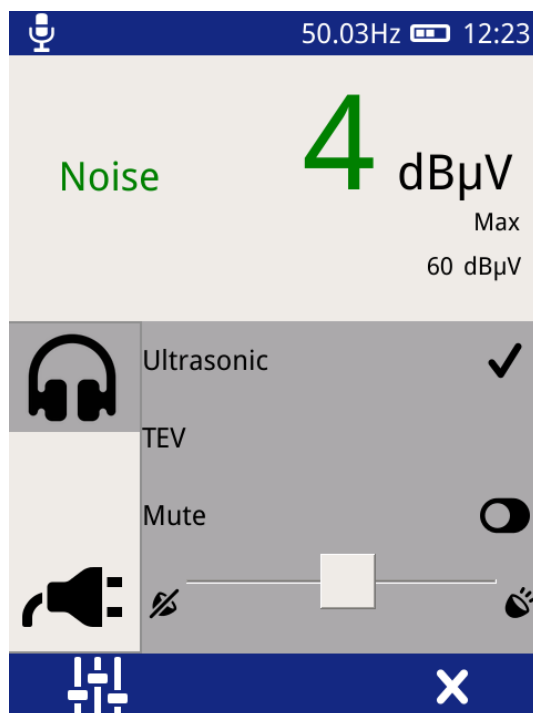 50.03Hz 12:23
Noise 4 dBµV
Max
60 dBµV
Ultrasonic
TEV
Mute